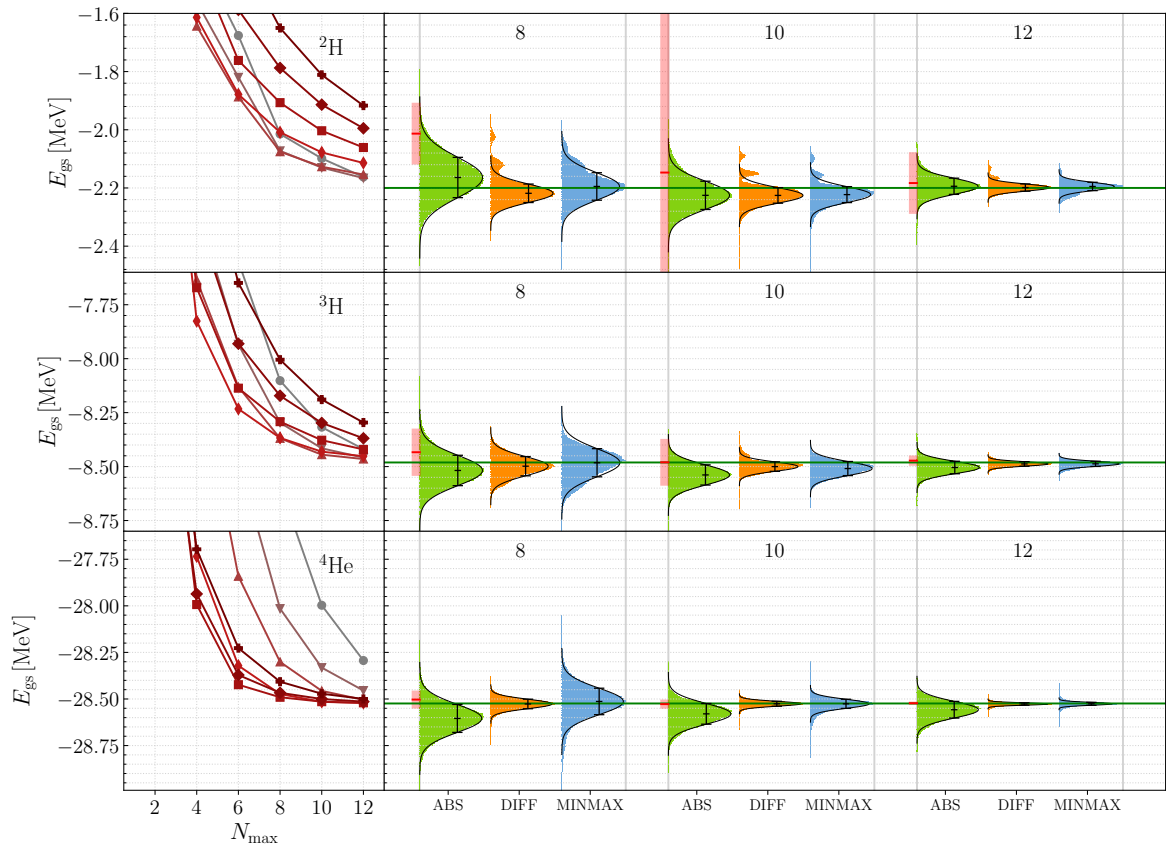 −1.6
−1.8
−2.0
−2.2
−2.4
E_gs [MeV]
²H
8
10
12
−7.75
−8.00
−8.25
−8.50
−8.75
E_gs [MeV]
³H
8
10
12
−27.75
−28.00
−28.25
−28.50
−28.75
E_gs [MeV]
⁴He
8
10
12
2 4 6 8 10 12
N_max
ABS DIFF MINMAX ABS DIFF MINMAX ABS DIFF MINMAX